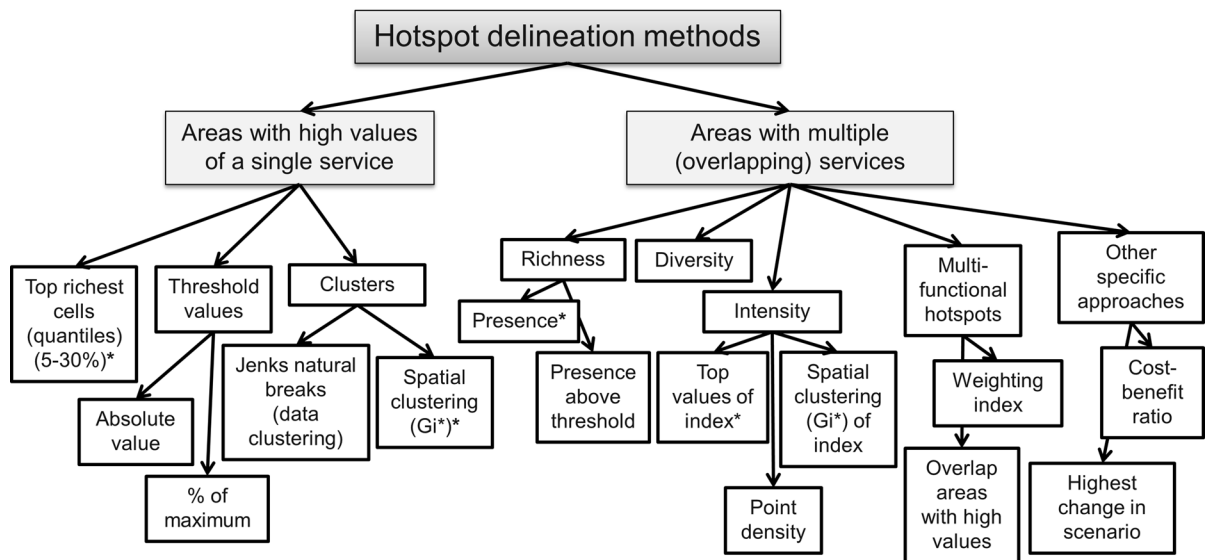 Hotspot delineation methods
Areas with high values
of a single service
Areas with multiple
(overlapping) services
Top richest
cells
(quantiles)
(5-30%)*
Threshold
values
Clusters
Absolute
value
% of
maximum
Jenks natural
breaks
(data
clustering)
Spatial
clustering
(Gi*)*
Richness
Presence*
Presence
above
threshold
Diversity
Intensity
Top
values of
index*
Point
density
Spatial
clustering
(Gi*) of
index
Multi-
functional
hotspots
Weighting
index
Overlap
areas
with high
values
Other
specific
approaches
Cost-
benefit
ratio
Highest
change in
scenario